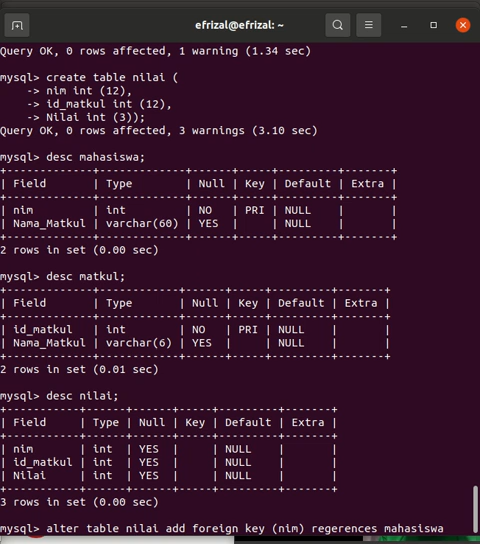 efrizal@efrizal: ~
Query OK, 0 rows affected, 1 warning (1.34 sec)
mysql> create table nilai (
    -> nim int (12),
    -> id_matkul int (12),
    -> Nilai int (3));
Query OK, 0 rows affected, 3 warnings (3.10 sec)
mysql> desc mahasiswa;
+-------------+-------------+------+-----+---------+-------+
| Field       | Type        | Null | Key | Default | Extra |
+-------------+-------------+------+-----+---------+-------+
| nim         | int         | NO   | PRI | NULL    |       |
| Nama_Matkul | varchar(60) | YES  |     | NULL    |       |
+-------------+-------------+------+-----+---------+-------+
2 rows in set (0.00 sec)
mysql> desc matkul;
+-------------+------------+------+-----+---------+-------+
| Field       | Type       | Null | Key | Default | Extra |
+-------------+------------+------+-----+---------+-------+
| id_matkul   | int        | NO   | PRI | NULL    |       |
| Nama_Matkul | varchar(6) | YES  |     | NULL    |       |
+-------------+------------+------+-----+---------+-------+
2 rows in set (0.01 sec)
mysql> desc nilai;
+-----------+------+------+-----+---------+-------+
| Field     | Type | Null | Key | Default | Extra |
+-----------+------+------+-----+---------+-------+
| nim       | int  | YES  |     | NULL    |       |
| id_matkul | int  | YES  |     | NULL    |       |
| Nilai     | int  | YES  |     | NULL    |       |
+-----------+------+------+-----+---------+-------+
3 rows in set (0.00 sec)
mysql> alter table nilai add foreign key (nim) regerences mahasiswa